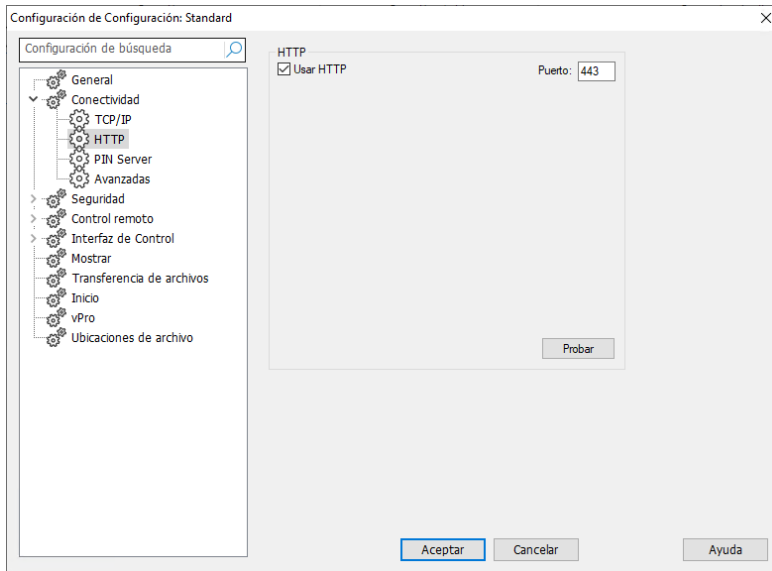 Configuración de Configuración: Standard
Configuración de búsqueda
General
Conectividad
TCP/IP
HTTP
PIN Server
Avanzadas
Seguridad
Control remoto
Interfaz de Control
Mostrar
Transferencia de archivos
Inicio
vPro
Ubicaciones de archivo
HTTP
Usar HTTP Puerto: 443
Probar
Aceptar Cancelar Ayuda